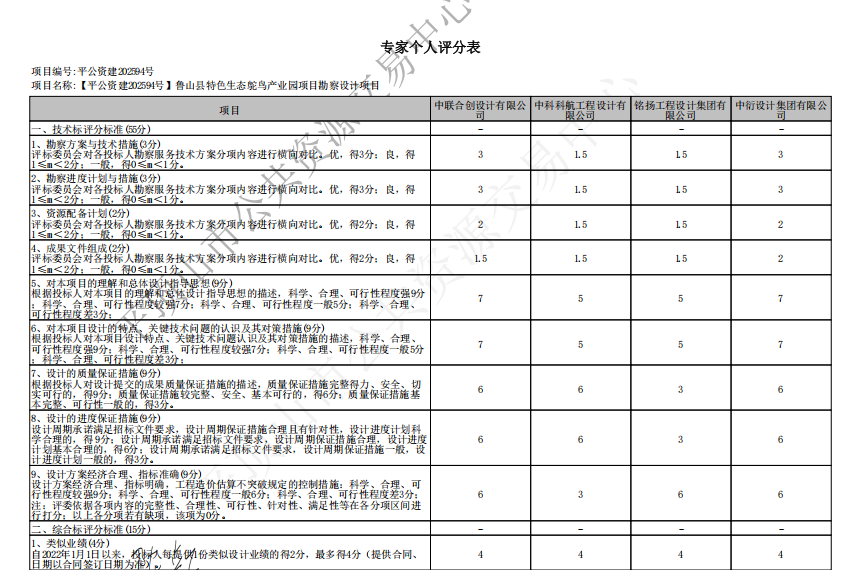 专家个人评分表
项目编号:平公资建202594号
项目名称:【平公资建202594号】鲁山县特色生态鸵鸟产业园项目勘察设计项目
项目 中联合创设计有限公 中科科航工程设计有 铭扬工程设计集团有 中衍设计集团有限公
司 限公司 限公司 司
一、技术标评分标准(55分) - - - -
1、勘察方案与技术措施(3分)
评标委员会对各投标人勘察服务技术方案分项内容进行横向对比。优，得3分；良，得 3 1.5 1.5 3
1≤m＜2分；一般，得0≤m＜1分。
2、勘察进度计划与措施(3分)
评标委员会对各投标人勘察服务技术方案分项内容进行横向对比。优，得3分；良，得 3 1.5 1.5 3
1≤m＜2分；一般，得0≤m＜1分。
3、资源配备计划(2分)
评标委员会对各投标人勘察服务技术方案分项内容进行横向对比。优，得2分；良，得 2 1.5 1.5 2
1≤m＜2分；一般，得0≤m＜1分。
4、成果文件组成(2分)
评标委员会对各投标人勘察服务技术方案分项内容进行横向对比。优，得2分；良，得 1.5 1.5 1.5 2
1≤m＜2分；一般，得0≤m＜1分。
5、对本项目的理解和总体设计指导思想(9分)
根据投标人对本项目的理解和总体设计指导思想的描述，科学、合理、可行性程度强9分 7 5 5 7
；科学、合理、可行性程度较强7分；科学、合理、可行性程度一般5分；科学、合理、
可行性程度差3分；
6、对本项目设计的特点、关键技术问题的认识及其对策措施(9分)
根据投标人对本项目设计特点、关键技术问题认识及其对策措施的描述，科学、合理、 7 5 5 7
可行性程度强9分；科学、合理、可行性程度较强7分；科学、合理、可行性程度一般5分
；科学、合理、可行性程度差3分；
7、设计的质量保证措施(9分)
根据投标人对设计提交的成果质量保证措施的描述，质量保证措施完整得力、安全、切 6 6 3 6
实可行的，得9分；质量保证措施较完整、安全、基本可行的，得6分；质量保证措施基
本完整、可行性一般的，得3分。
8、设计的进度保证措施(9分)
设计周期承诺满足招标文件要求，设计周期保证措施合理且有针对性，设计进度计划科 6 6 3 6
学合理的，得9分；设计周期承诺满足招标文件要求，设计周期保证措施合理，设计进度
计划基本合理的，得6分；设计周期承诺满足招标文件要求，设计周期保证措施一般，设
计进度计划一般的，得3分。
9、设计方案经济合理、指标准确(9分)
设计方案经济合理、指标明确，工程造价估算不突破规定的控制措施：科学、合理、可 6 3 6 6
行性程度较强9分；科学、合理、可行性程度一般6分；科学、合理、可行性程度差3分；
注：评委依据各项内容的完整性、合理性、可行性、针对性、满足性等在各分项区间进
行打分；以上各分项若有缺项，该项为0分。
二、综合标评分标准(15分) - - - -
1、类似业绩(4分)
自2022年1月1日以来，投标人每提供1份类似设计业绩的得2分，最多得4分（提供合同、 4 4 4 4
日期以合同签订日期为准）。
平顶山市公共资源交易中心
平顶山市公共资源交易中心